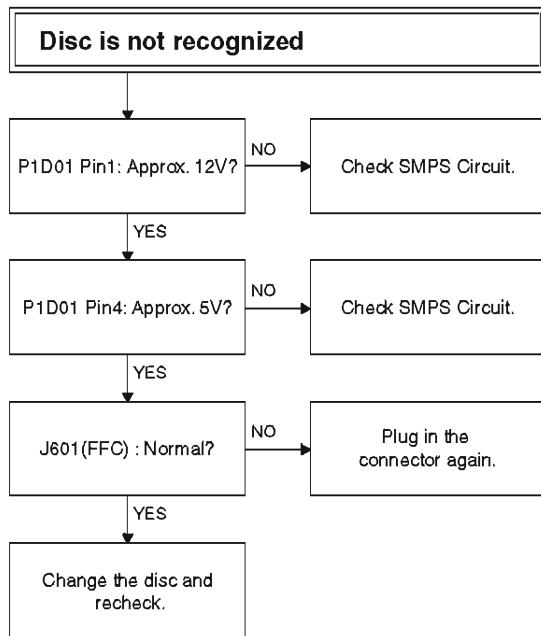 Disc is not recognized
P1D01 Pin1: Approx. 12V?
NO
Check SMPS Circuit.
YES
P1D01 Pin4: Approx. 5V?
NO
Check SMPS Circuit.
YES
J601(FFC) : Normal?
NO
Plug in the
connector again.
YES
Change the disc and
recheck.